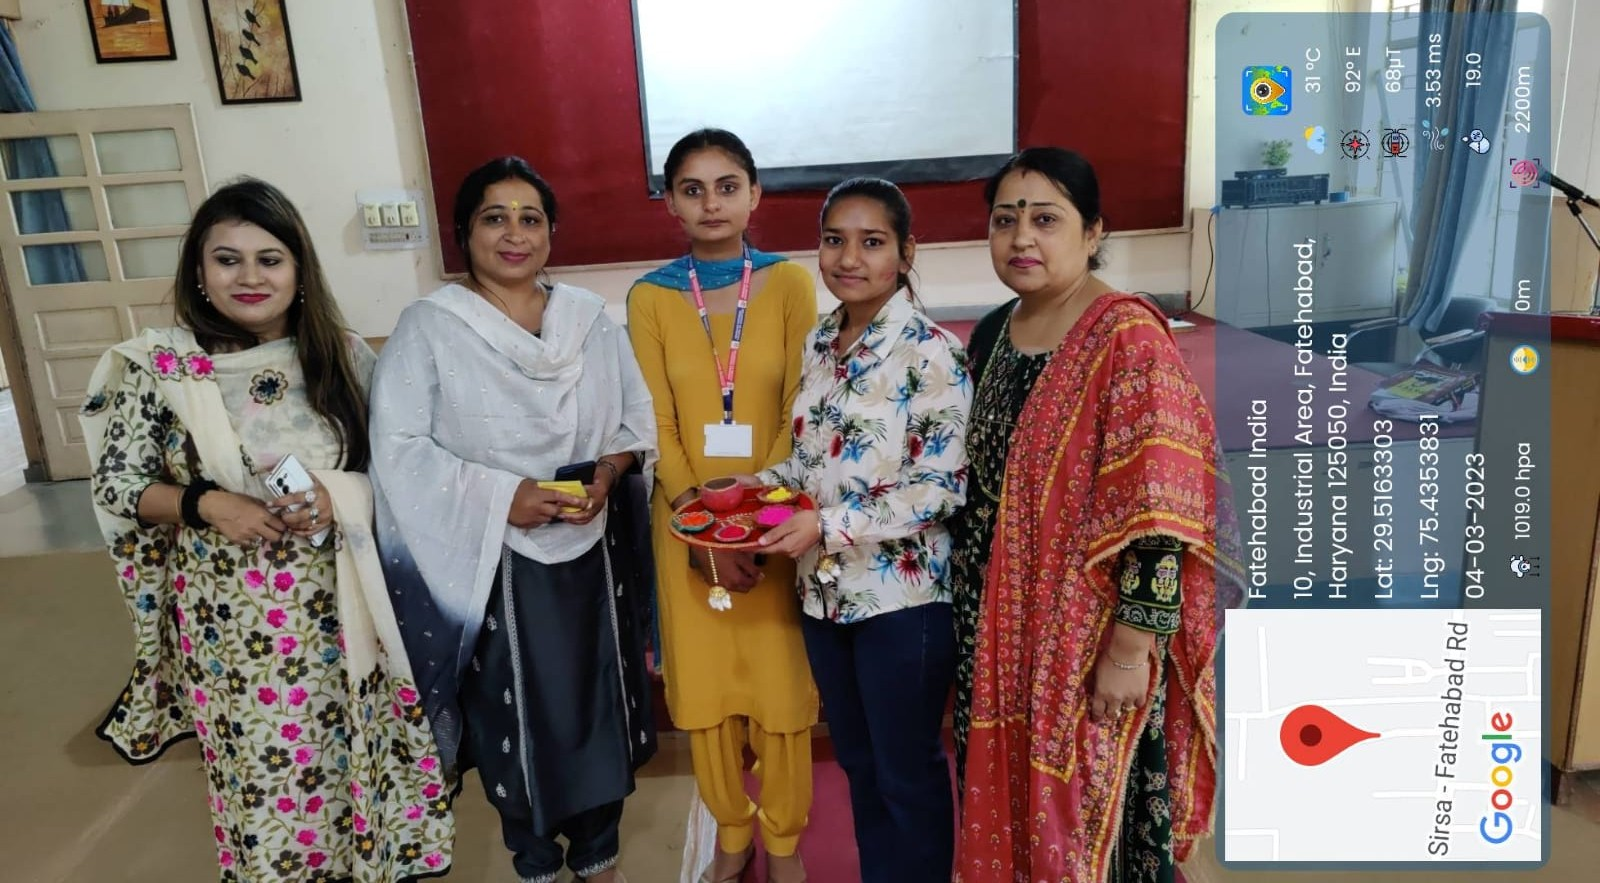 Fatehabad India
10, Industrial Area, Fatehabad,
Haryana 125050, India
Lat: 29.5163303
Lng: 75.4353831
04-03-2023
31 °C
92° E
68µT
3.53 ms
19.0
2200m
0m
1019.0 hpa
Sirsa - Fatehabad Rd
Google